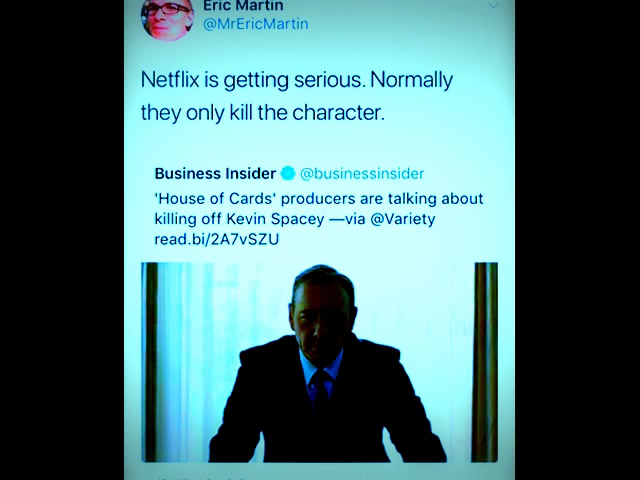 Eric Martin
@MrEricMartin
Netflix is getting serious. Normally
they only kill the character.
Business Insider @businessinsider
'House of Cards' producers are talking about
killing off Kevin Spacey —via @Variety
read.bi/2A7vSZU